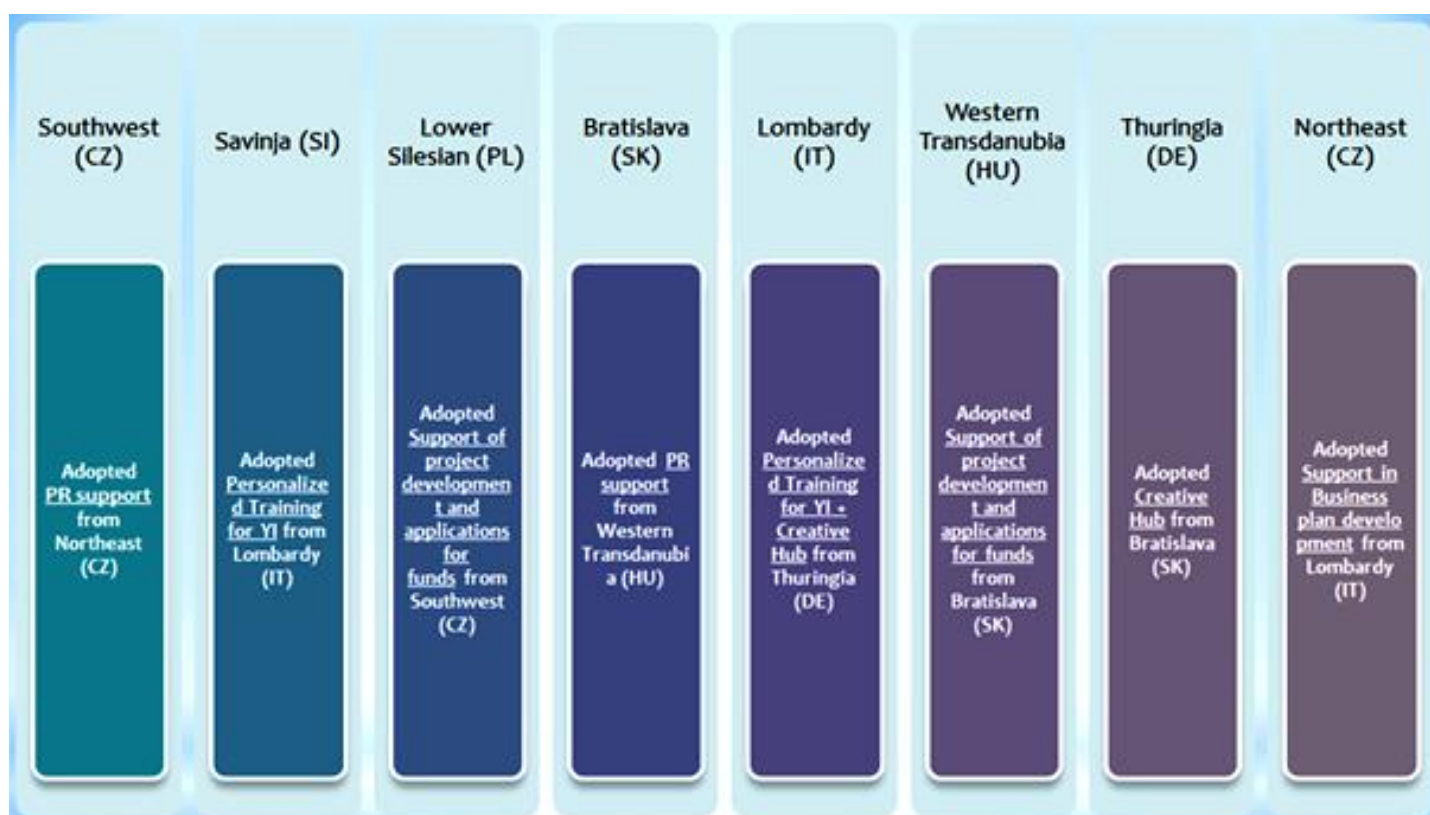 Southwest
(CZ)
Savinja (SI)
Lower
Silesian (PL)
Bratislava
(SK)
Lombardy
(IT)
Western
Transdanubia
(HU)
Thuringia
(DE)
Northeast
(CZ)
Adopted
PR support
from
Northeast
(CZ)
Adopted
Personalize
d Training
for YI from
Lombardy
(IT)
Adopted
Support of
project
developmen
t and
applications
for
funds from
Southwest
(CZ)
Adopted PR
support
from
Western
Transdanubi
a (HU)
Adopted
Personalize
d Training
for YI +
Creative
Hub from
Thuringia
(DE)
Adopted
Support of
project
developmen
t and
applications
for funds
from
Bratislava
(SK)
Adopted
Creative
Hub from
Bratislava
(SK)
Adopted
Support in
Business
plan develo
pment from
Lombardy
(IT)